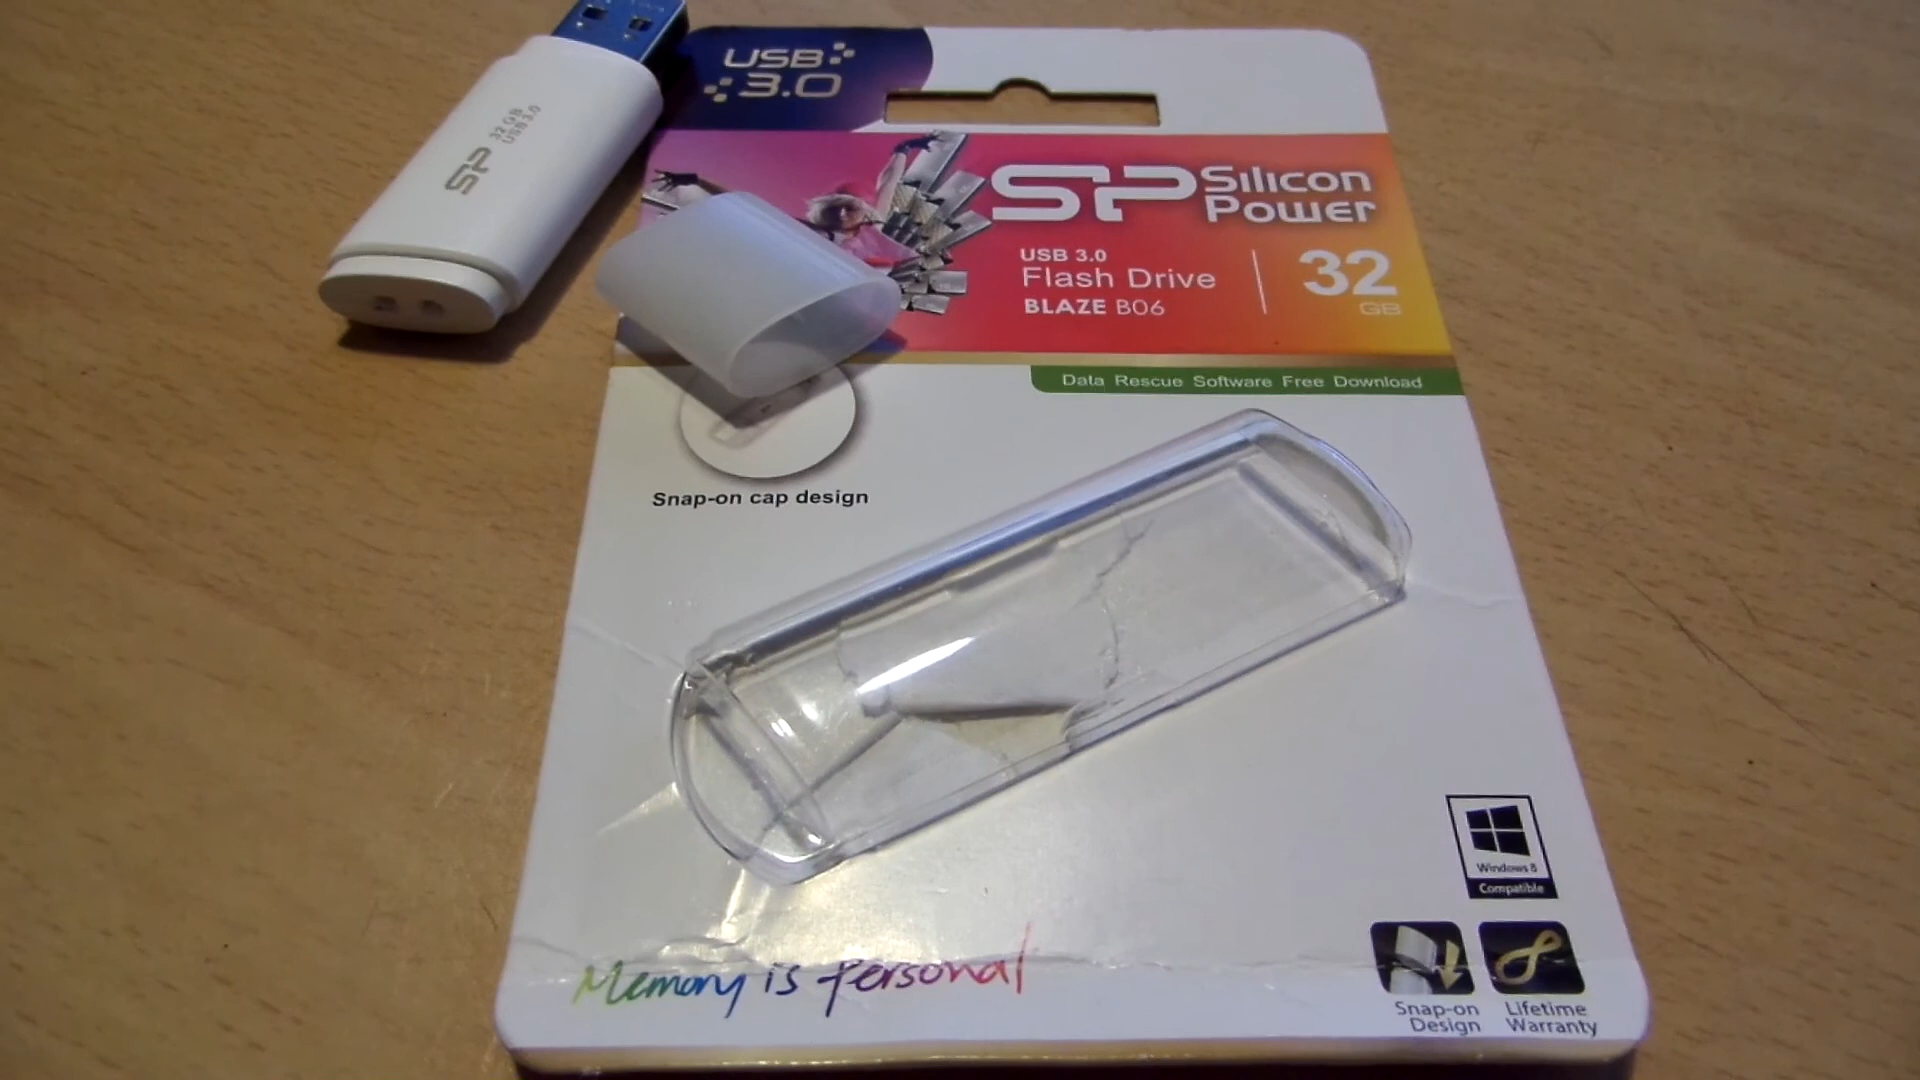 32 GB
USB 3.0
SP
USB
3.0
SP Silicon
Power
USB 3.0
Flash Drive
BLAZE B06
32
GB
Data Rescue Software Free Download
Snap-on cap design
Windows 8
Compatible
Memory is personal
Snap-on
Design
Lifetime
Warranty